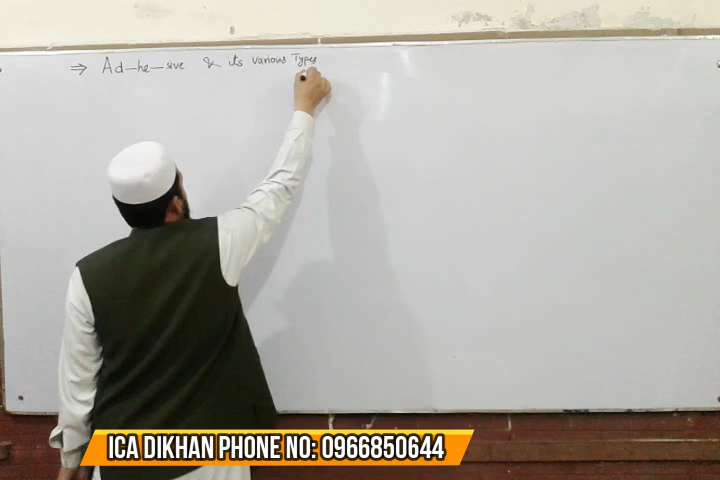 ⇒ Ad-he-sive & its various Types
ICA DIKHAN PHONE NO: 0966850644